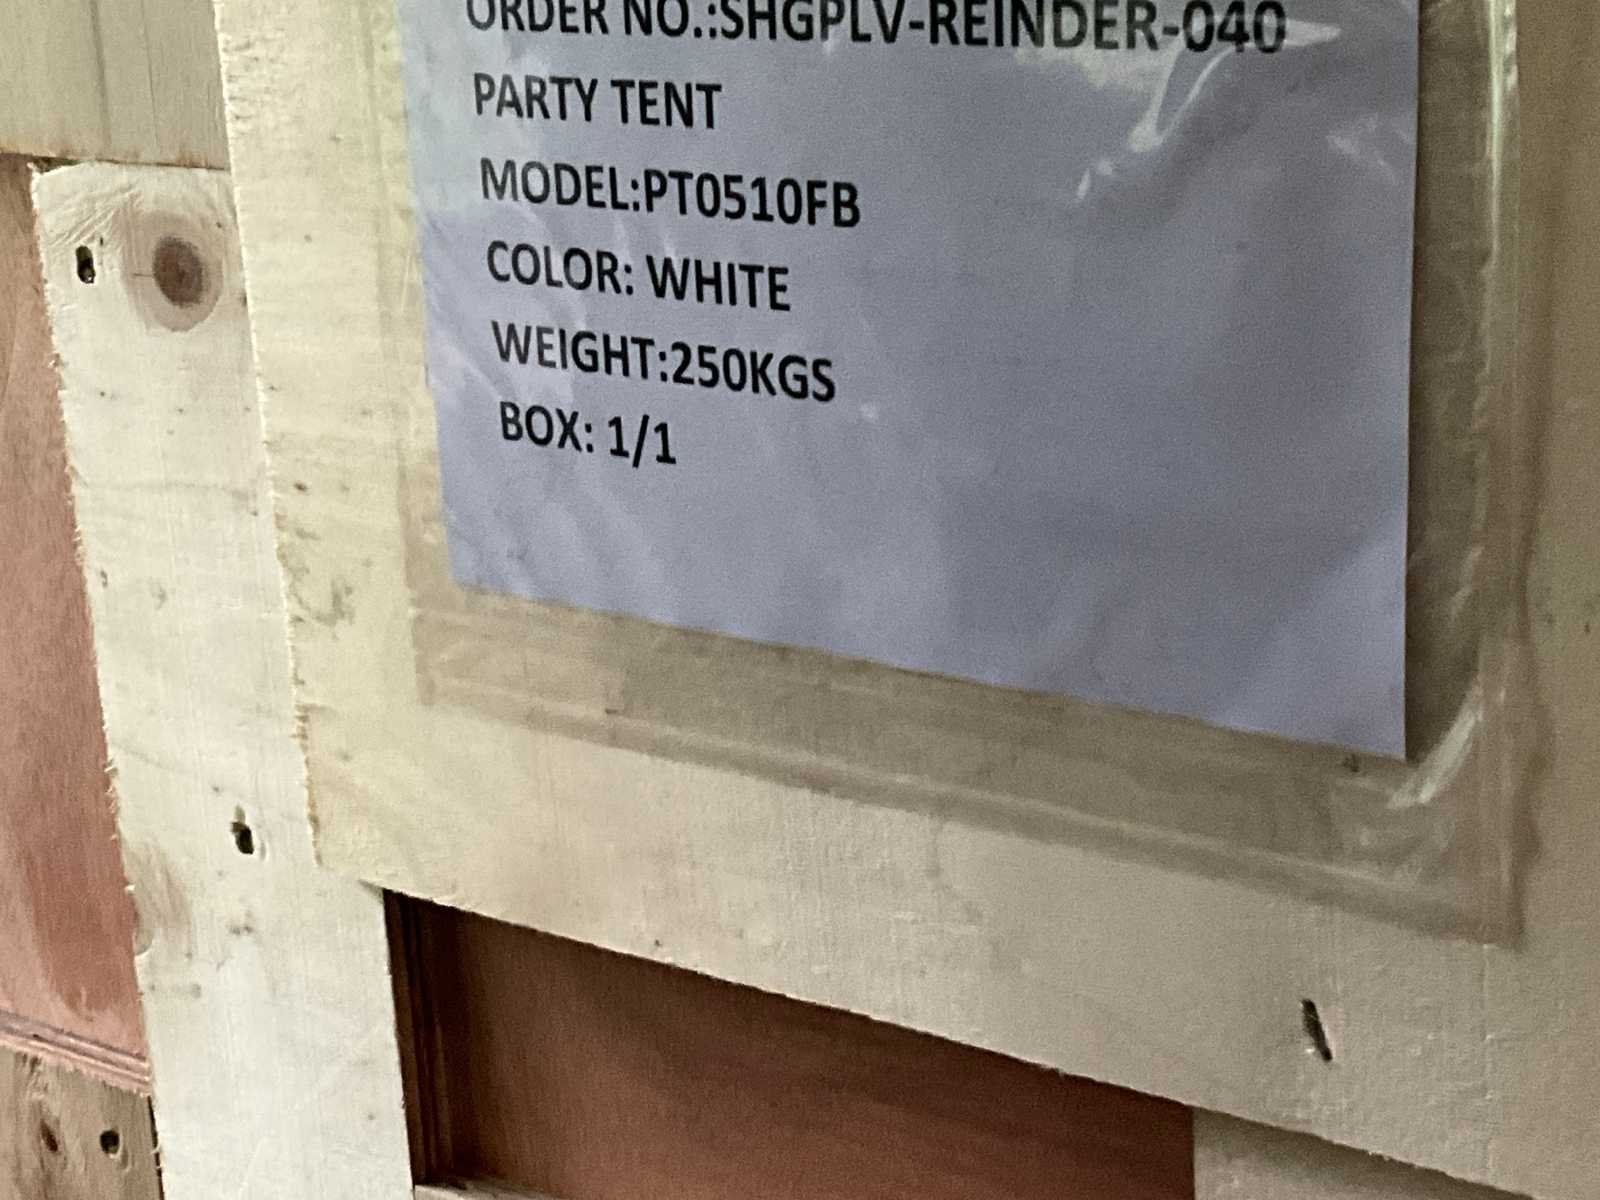 ORDER NO.:SHGPLV-REINDER-040
PARTY TENT
MODEL:PT0510FB
COLOR: WHITE
WEIGHT:250KGS
BOX: 1/1